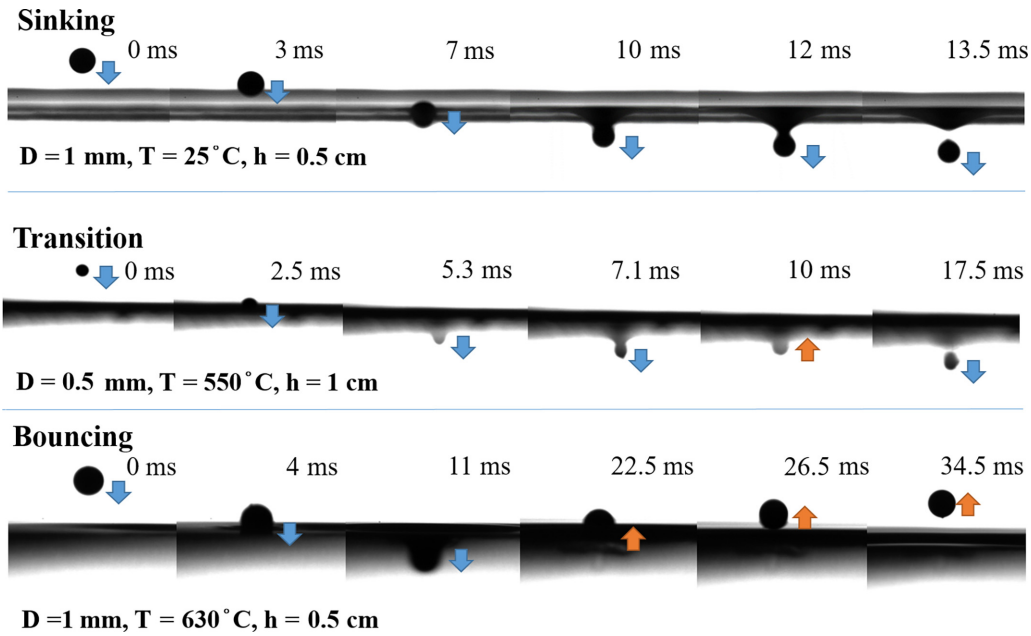 Sinking
0 ms 3 ms 7 ms 10 ms 12 ms 13.5 ms
D = 1 mm, T = 25°C, h = 0.5 cm
Transition
0 ms 2.5 ms 5.3 ms 7.1 ms 10 ms 17.5 ms
D = 0.5 mm, T = 550°C, h = 1 cm
Bouncing
0 ms 4 ms 11 ms 22.5 ms 26.5 ms 34.5 ms
D =1 mm, T = 630°C, h = 0.5 cm